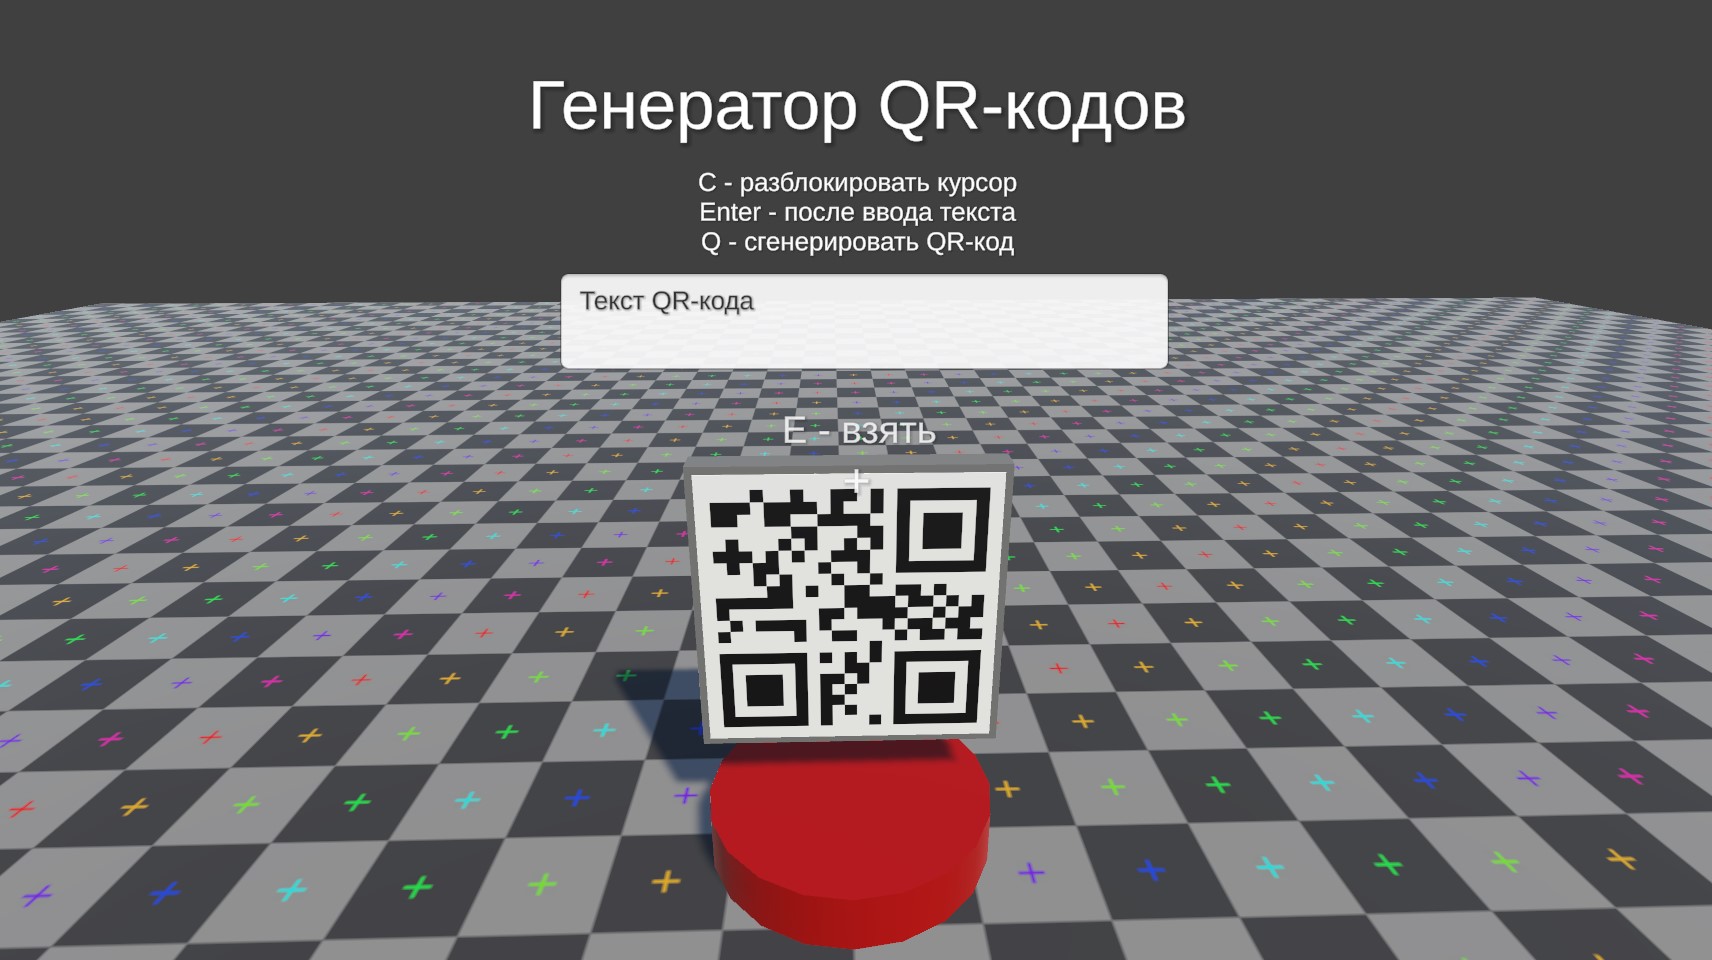 Генератор QR-кодов
C - разблокировать курсор
Enter - после ввода текста
Q - сгенерировать QR-код
Текст QR-кода
E - взять